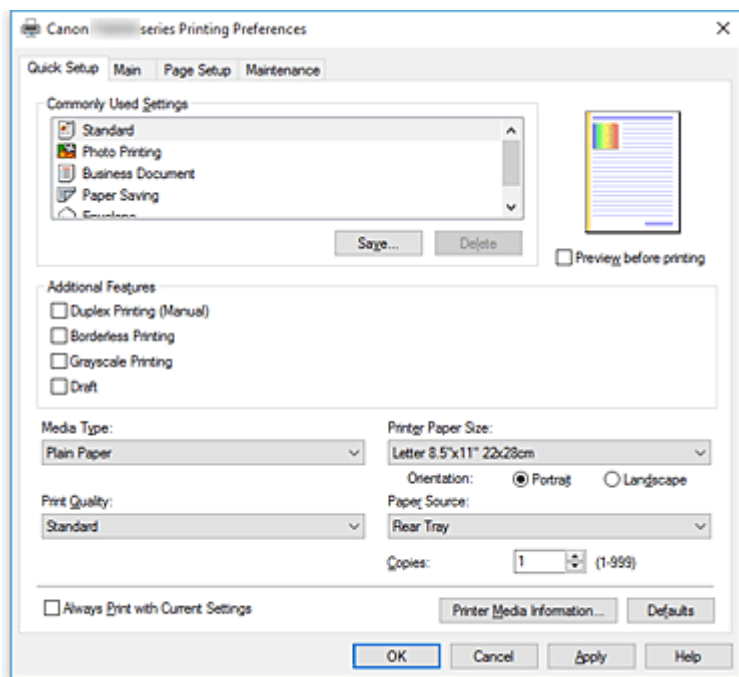 Canon series Printing Preferences
Quick Setup Main Page Setup Maintenance
Commonly Used Settings
Standard
Photo Printing
Business Document
Paper Saving
Envelope
Save... Delete
Preview before printing
Additional Features
Duplex Printing (Manual)
Borderless Printing
Grayscale Printing
Draft
Media Type: Printer Paper Size:
Plain Paper Letter 8.5"x11" 22x28cm
Orientation: Portrait Landscape
Print Quality: Paper Source:
Standard Rear Tray
Copies: 1 (1-999)
Always Print with Current Settings Printer Media Information... Defaults
OK Cancel Apply Help